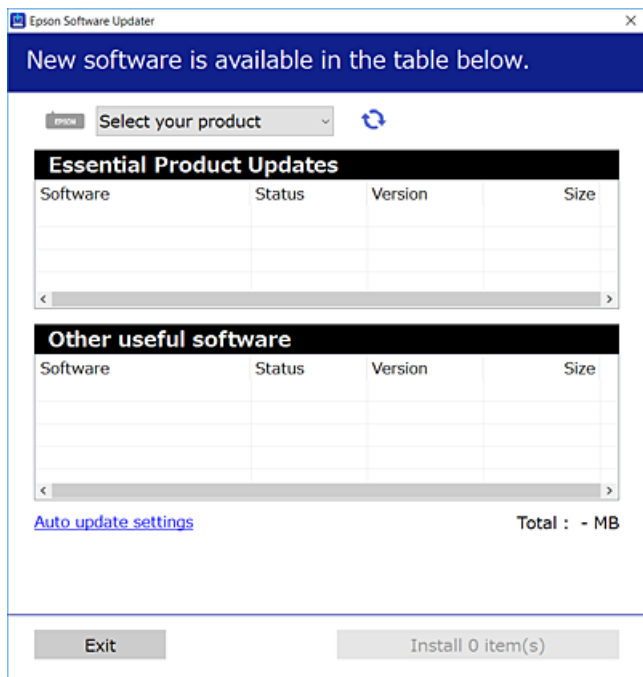 Epson Software Updater
New software is available in the table below.
EPSON Select your product
Essential Product Updates
Software Status Version Size
Other useful software
Software Status Version Size
Auto update settings Total : - MB
Exit Install 0 item(s)